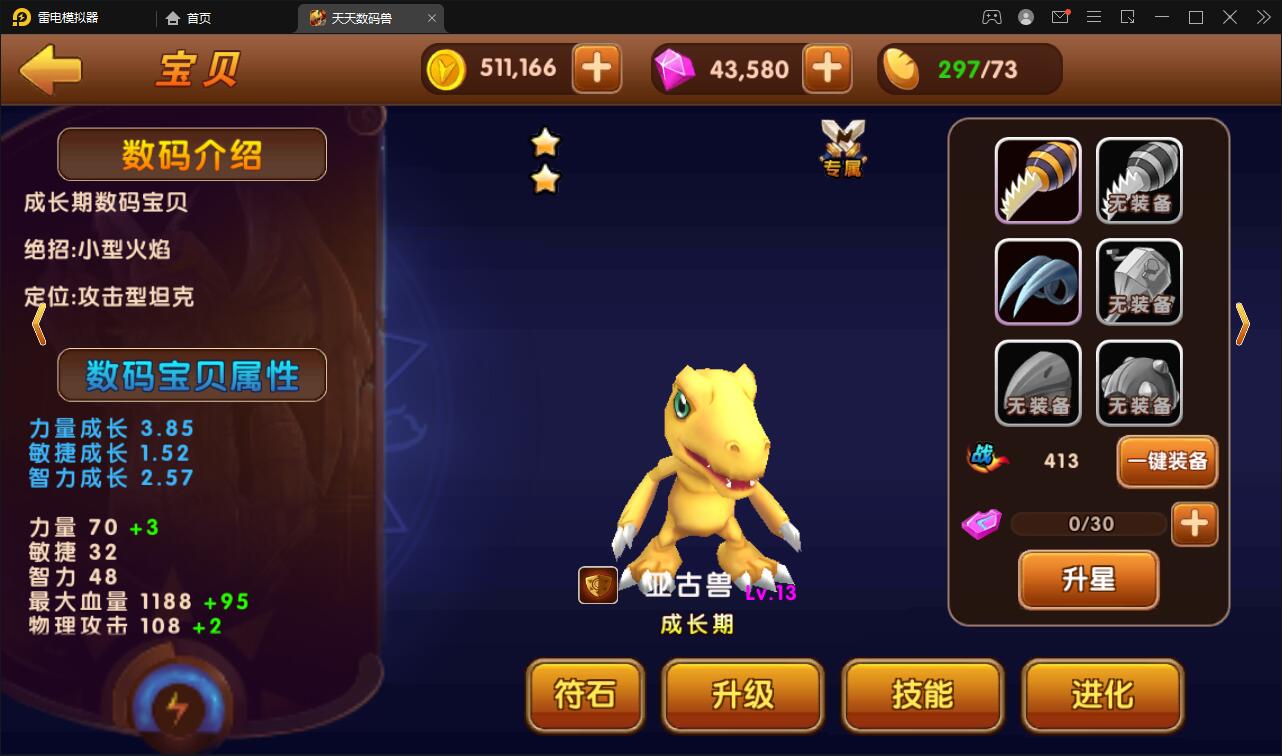 雷电模拟器
首页
天天数码兽
宝贝
511,166
43,580
297/73
数码介绍
成长期数码宝贝
绝招:小型火焰
定位:攻击型坦克
数码宝贝属性
力量成长 3.85
敏捷成长 1.52
智力成长 2.57
力量 70 +3
敏捷 32
智力 48
最大血量 1188 +95
物理攻击 108 +2
专属
亚古兽 Lv.13
成长期
无装备
无装备
无装备
无装备
战 413
一键装备
0/30
升星
符石
升级
技能
进化